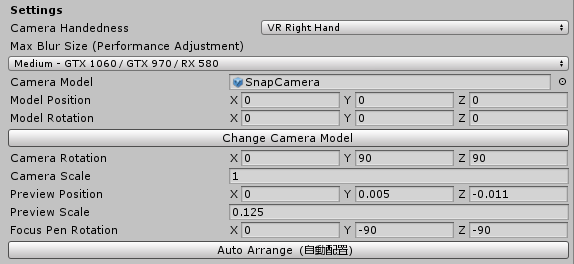 Settings
Camera Handedness VR Right Hand
Max Blur Size (Performance Adjustment)
Medium - GTX 1060 / GTX 970 / RX 580
Camera Model SnapCamera
Model Position X 0 Y 0 Z 0
Model Rotation X 0 Y 0 Z 0
Change Camera Model
Camera Rotation X 0 Y 90 Z 90
Camera Scale 1
Preview Position X 0 Y 0.005 Z -0.011
Preview Scale 0.125
Focus Pen Rotation X 0 Y -90 Z -90
Auto Arrange (自動配置)